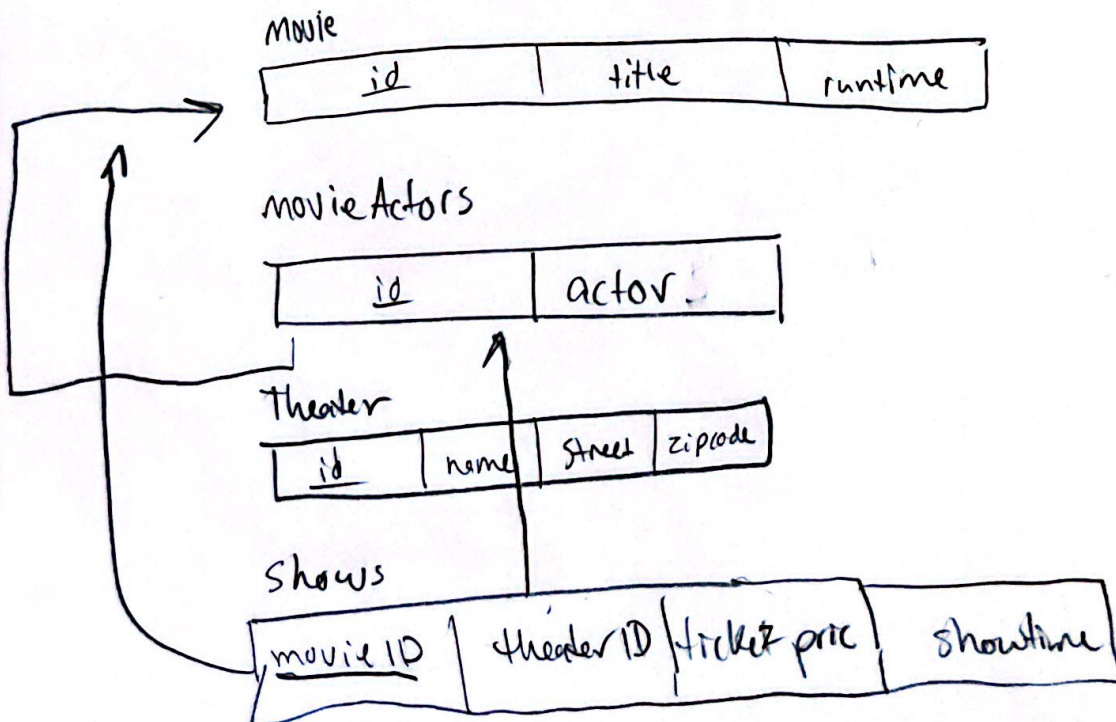 movie
id title runtime
movieActors
id actor
Theater
id name street zipcode
Shows
movieID theaterID ticket pric showtime